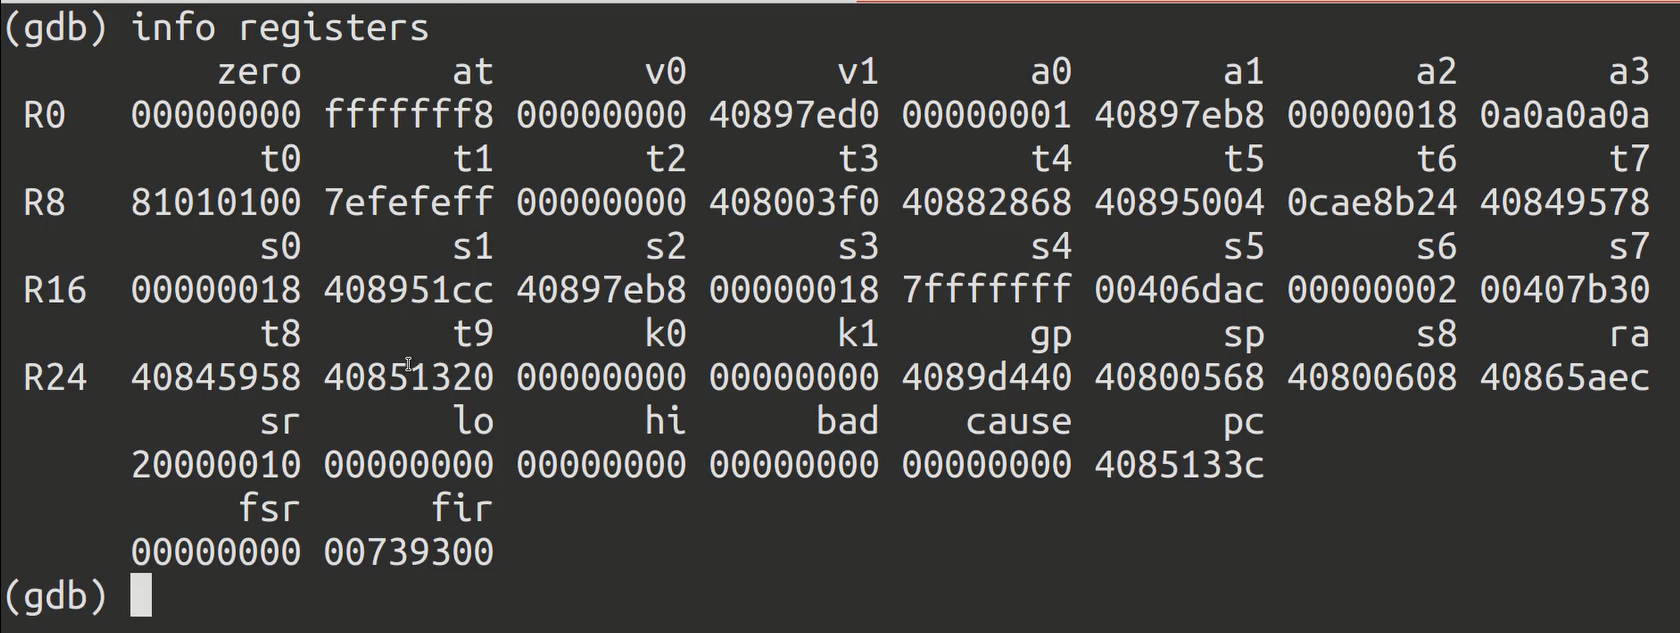 (gdb) info registers
zero at v0 v1 a0 a1 a2 a3
R0 00000000 fffffff8 00000000 40897ed0 00000001 40897eb8 00000018 0a0a0a0a
t0 t1 t2 t3 t4 t5 t6 t7
R8 81010100 7efefeff 00000000 408003f0 40882868 40895004 0cae8b24 40849578
s0 s1 s2 s3 s4 s5 s6 s7
R16 00000018 408951cc 40897eb8 00000018 7fffffff 00406dac 00000002 00407b30
t8 t9 k0 k1 gp sp s8 ra
R24 40845958 40851320 00000000 00000000 4089d440 40800568 40800608 40865aec
sr lo hi bad cause pc
20000010 00000000 00000000 00000000 00000000 4085133c
fsr fir
00000000 00739300
(gdb)